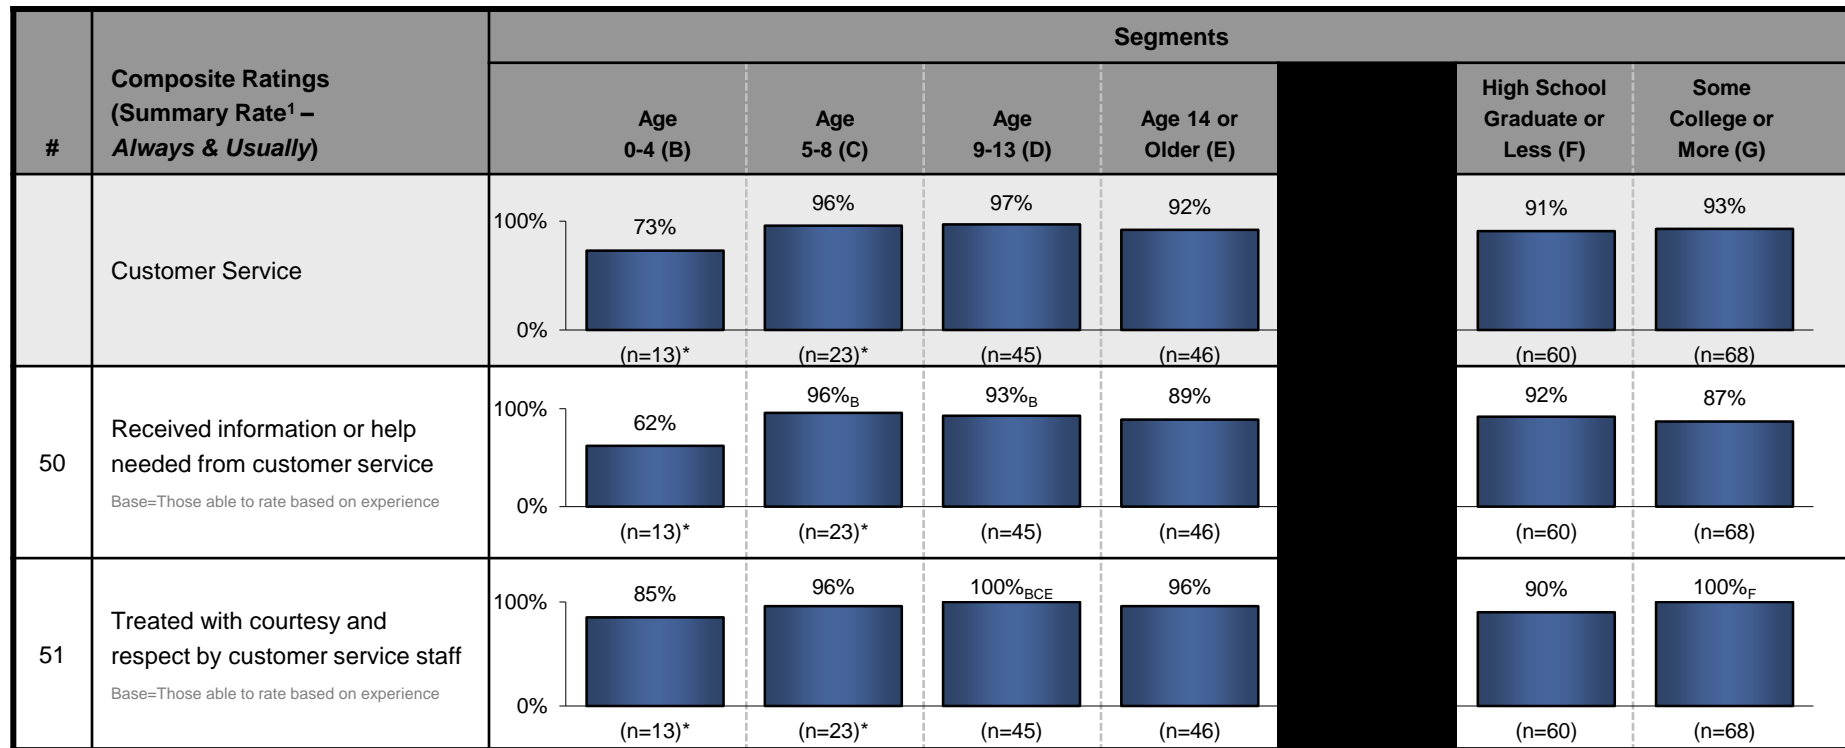 Segments
#
Composite Ratings
(Summary Rate¹ –
Always & Usually)
Age
0-4 (B)
Age
5-8 (C)
Age
9-13 (D)
Age 14 or
Older (E)
High School
Graduate or
Less (F)
Some
College or
More (G)
Customer Service
100%
0%
73%
96%
97%
92%
91%
93%
(n=13)*
(n=23)*
(n=45)
(n=46)
(n=60)
(n=68)
50
Received information or help
needed from customer service
Base=Those able to rate based on experience
100%
0%
62%
96%B
93%B
89%
92%
87%
(n=13)*
(n=23)*
(n=45)
(n=46)
(n=60)
(n=68)
51
Treated with courtesy and
respect by customer service staff
Base=Those able to rate based on experience
100%
0%
85%
96%
100%BCE
96%
90%
100%F
(n=13)*
(n=23)*
(n=45)
(n=46)
(n=60)
(n=68)